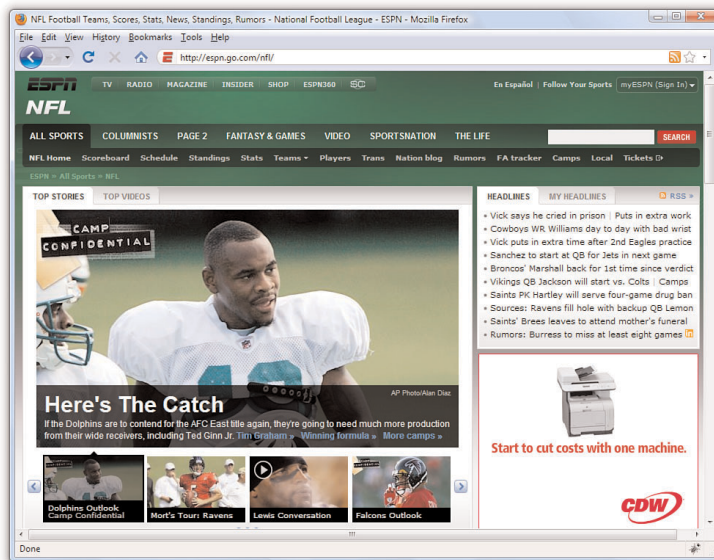 NFL Football Teams, Scores, Stats, News, Standings, Rumors - National Football League - ESPN - Mozilla Firefox
File Edit View History Bookmarks Tools Help
http://espn.go.com/nfl/
ESPN TV RADIO MAGAZINE INSIDER SHOP ESPN360 SC En Español | Follow Your Sports myESPN (Sign In)
NFL
ALL SPORTS COLUMNISTS PAGE 2 FANTASY & GAMES VIDEO SPORTSNATION THE LIFE SEARCH
NFL Home Scoreboard Schedule Standings Stats Teams Players Trans Nation blog Rumors FA tracker Camps Local Tickets
ESPN » All Sports » NFL
TOP STORIES TOP VIDEOS
CAMP
CONFIDENTIAL
AP Photo/Alan Diaz
Here's The Catch
If the Dolphins are to contend for the AFC East title again, they're going to need much more production
from their wide receivers, including Ted Ginn Jr. Tim Graham » Winning formula » More camps »
CONFIDENTIAL
Dolphins Outlook
Camp Confidential
Mort's Tour: Ravens
Lewis Conversation
CONFIDENTIAL
Falcons Outlook
HEADLINES MY HEADLINES RSS »
• Vick says he cried in prison | Puts in extra work
• Cowboys WR Williams day to day with bad wrist
• Vick puts in extra time after 2nd Eagles practice
• Sanchez to start at QB for Jets in next game
• Broncos' Marshall back for 1st time since verdict
• Vikings QB Jackson will start vs. Colts | Camps
• Saints PK Hartley will serve four-game drug ban
• Sources: Ravens fill hole with backup QB Lemon
• Saints' Brees leaves to attend mother's funeral
• Rumors: Burress to miss at least eight games in
Start to cut costs with one machine.
CDW
Done